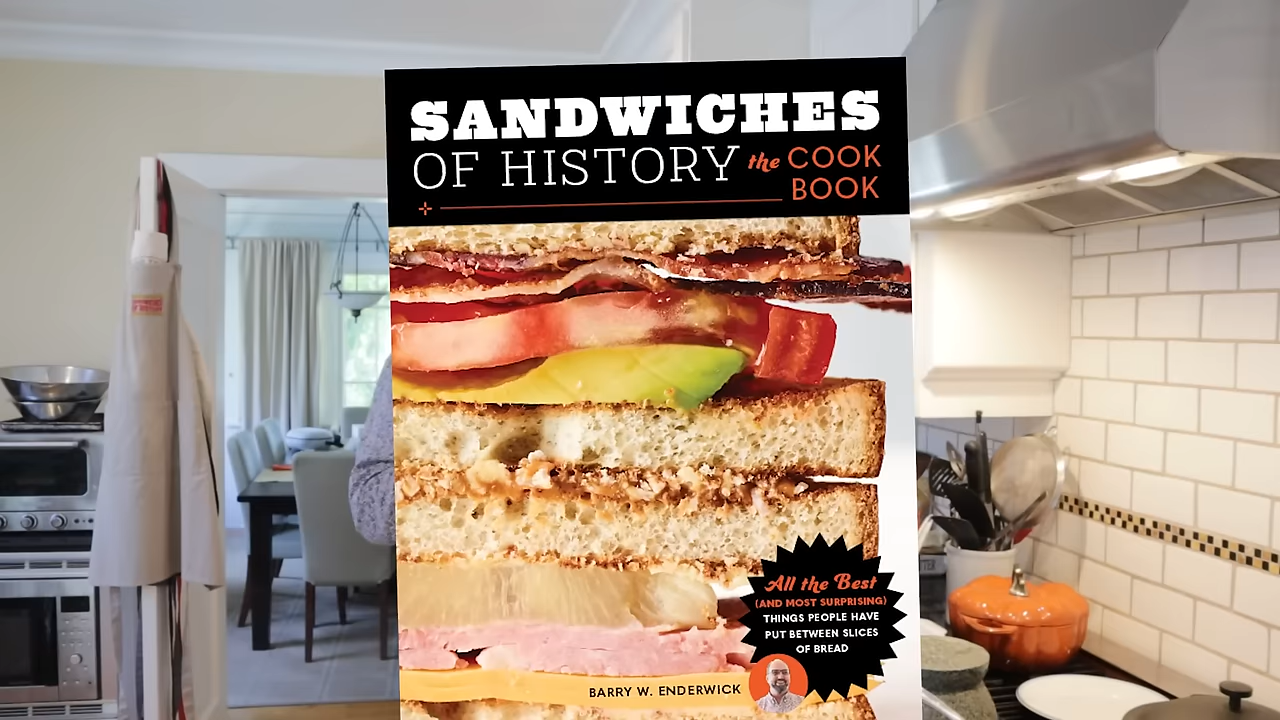 SANDWICHES
OF HISTORY the COOK
BOOK
All the Best
(AND MOST SURPRISING)
THINGS PEOPLE HAVE
PUT BETWEEN SLICES
OF BREAD
BARRY W. ENDERWICK